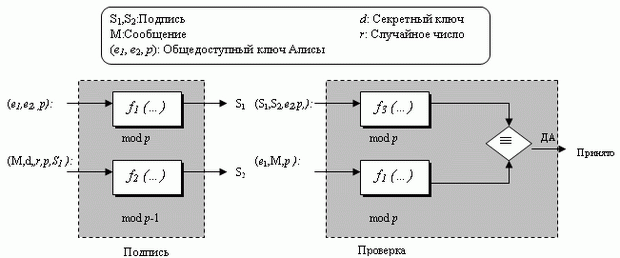 S1,S2:Подпись
d: Секретный ключ
M:Сообщение
r: Случайное число
(e1, e2, p): Общедоступный ключ Алисы
(e1,e2,,p):
f1 (...)
S1
(S1,S2,e2,p,):
f3 (...)
mod p
mod p
≡
ДА
Принято
(M,d,,r,p,S1):
f2 (...)
S2
(e1,M,p ):
f1 (...)
mod p-1
mod p
Подпись
Проверка